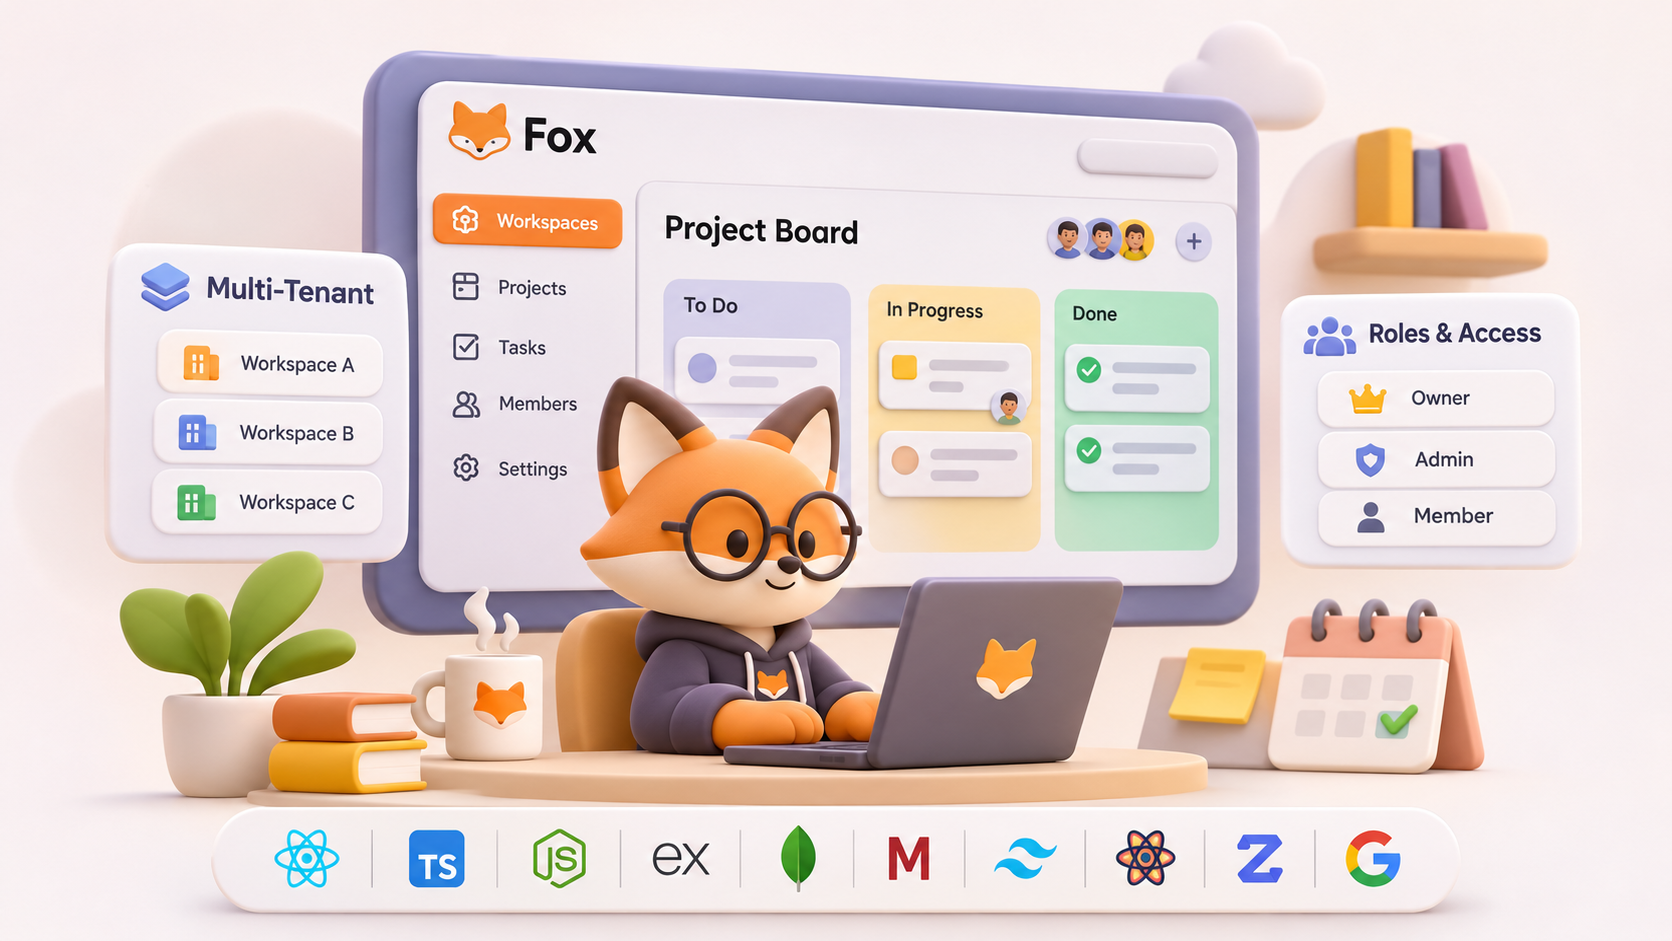 Fox
Workspaces
Projects
Tasks
Members
Settings
Project Board
To Do
In Progress
Done
Multi-Tenant
Workspace A
Workspace B
Workspace C
Roles & Access
Owner
Admin
Member
TS
JS
ex
M
Z
G